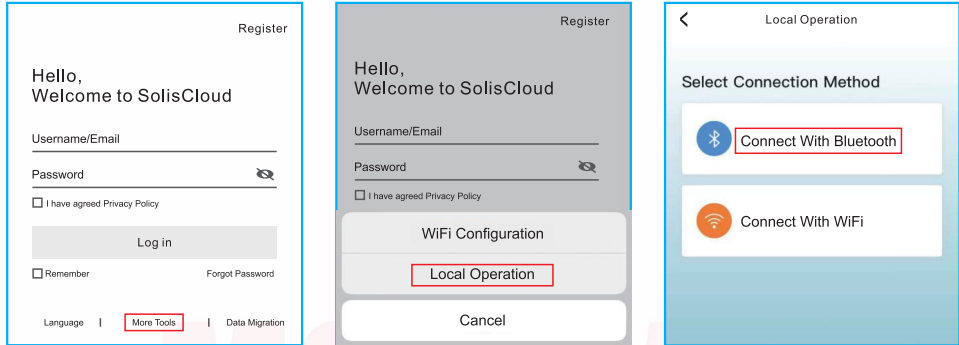 Register
Hello,
Welcome to SolisCloud
Username/Email
Password
I have agreed Privacy Policy
Log in
Remember Forgot Password
Language | More Tools | Data Migration
Register
Hello,
Welcome to SolisCloud
Username/Email
Password
I have agreed Privacy Policy
WiFi Configuration
Local Operation
Cancel
Local Operation
Select Connection Method
Connect With Bluetooth
Connect With WiFi